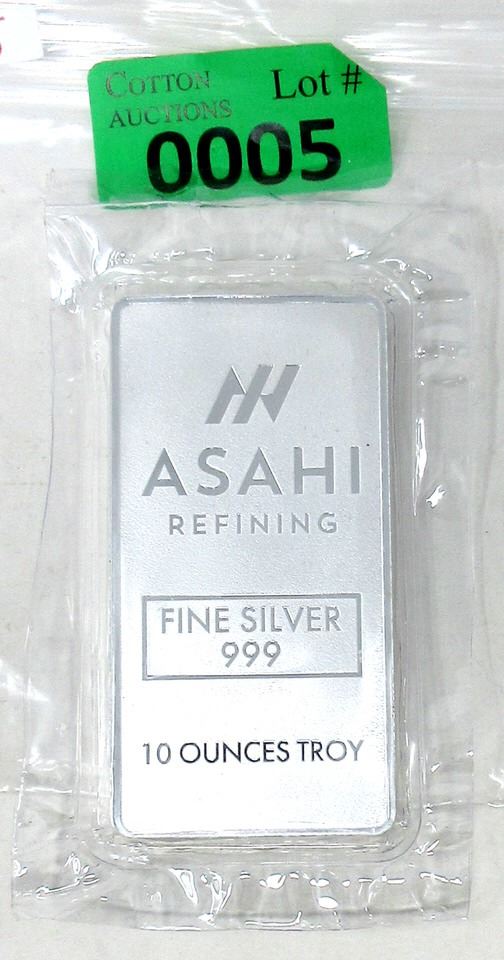 COTTON
AUCTIONS
Lot #
0005
ASAHI
REFINING
FINE SILVER
999
10 OUNCES TROY